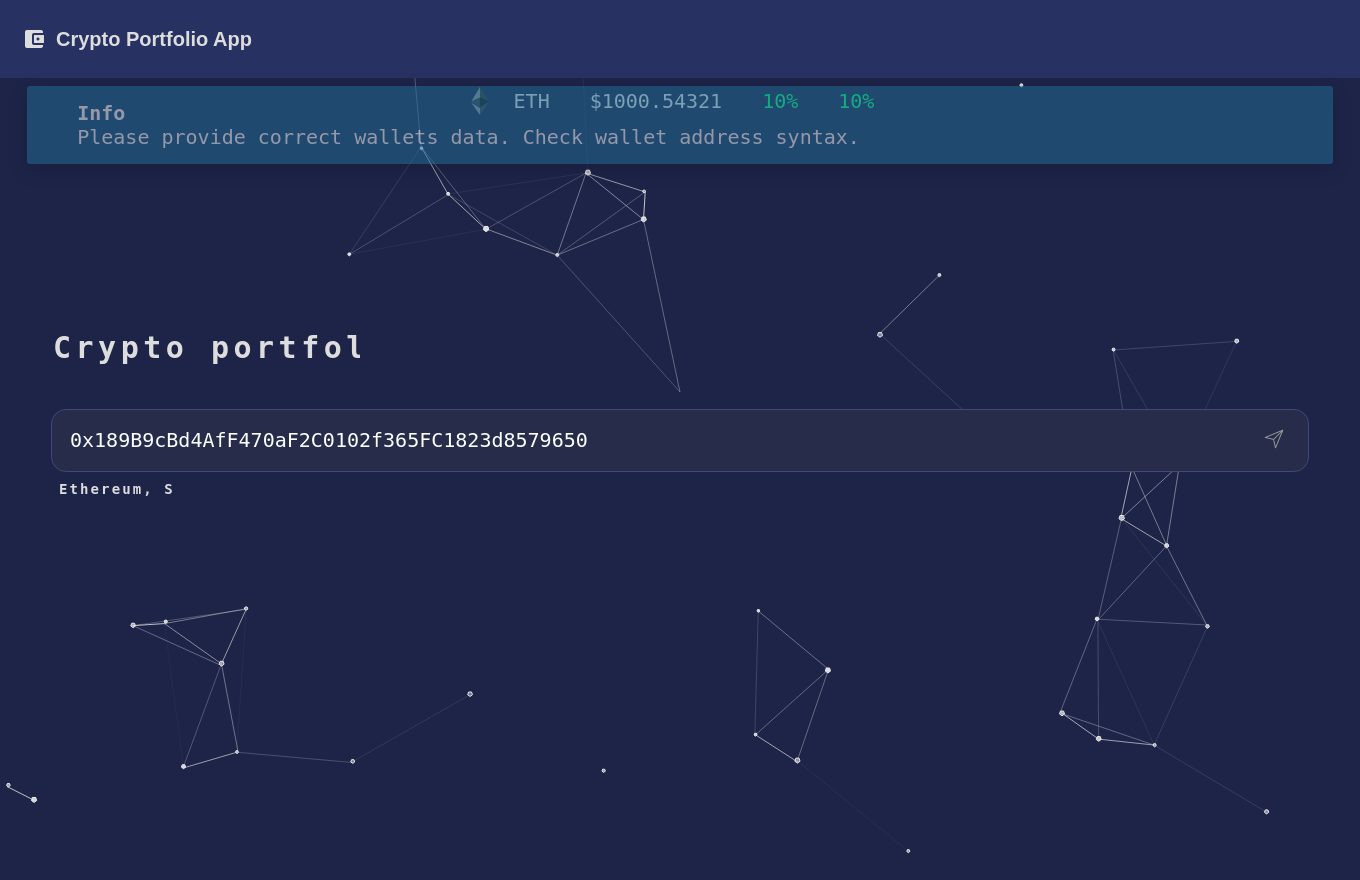 Crypto Portfolio App
ETH $1000.54321 10% 10%
Info
Please provide correct wallets data. Check wallet address syntax.
Crypto portfol
0x189B9cBd4AfF470aF2C0102f365FC1823d8579650
Ethereum, S